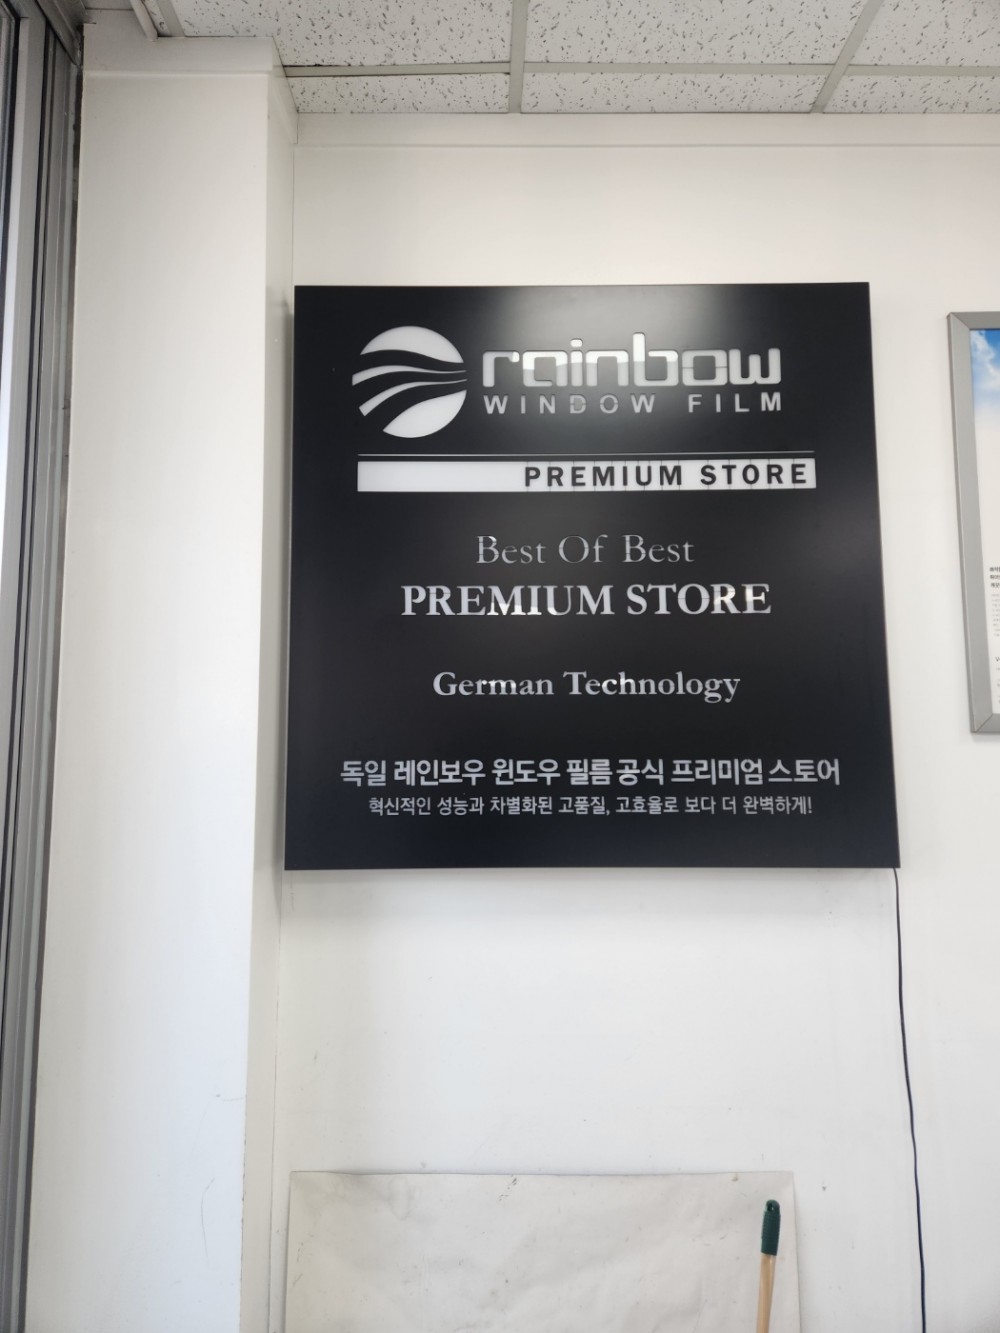 rainbow
WINDOW FILM
PREMIUM STORE
Best Of Best
PREMIUM STORE
German Technology
독일 레인보우 윈도우 필름 공식 프리미엄 스토어
혁신적인 성능과 차별화된 고품질, 고효율로 보다 더 완벽하게!